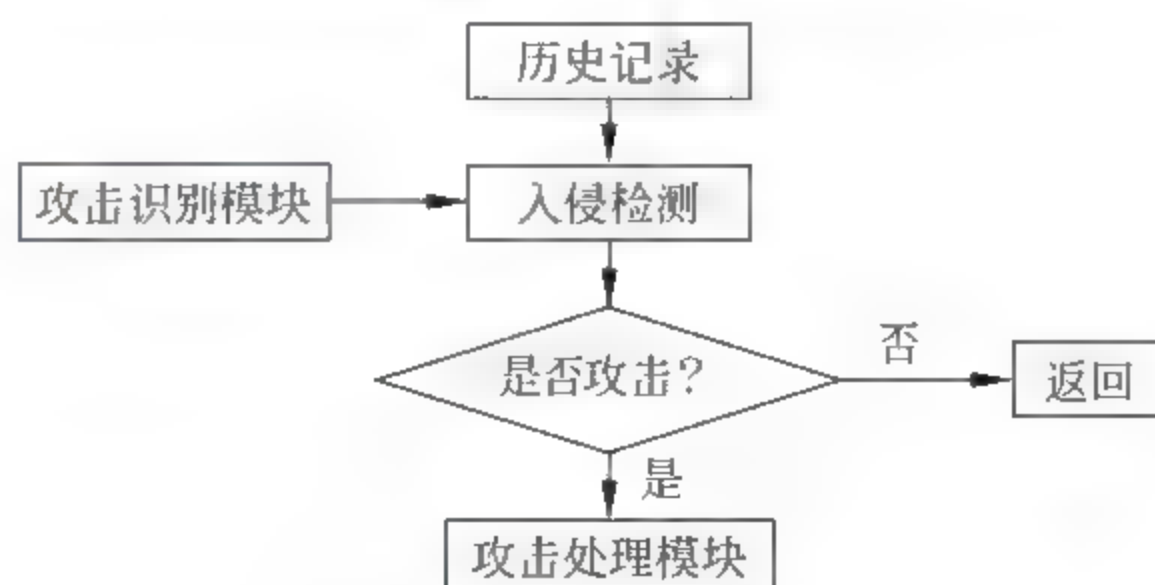 历史记录
攻击识别模块
入侵检测
是否攻击？
否
返回
是
攻击处理模块